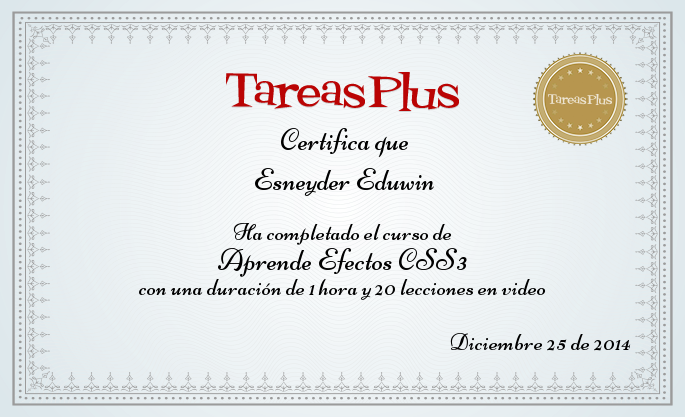 TareasPlus
TareasPlus
Certifica que
Esneyder Eduwin
Ha completado el curso de
Aprende Efectos CSS3
con una duración de 1 hora y 20 lecciones en video
Diciembre 25 de 2014